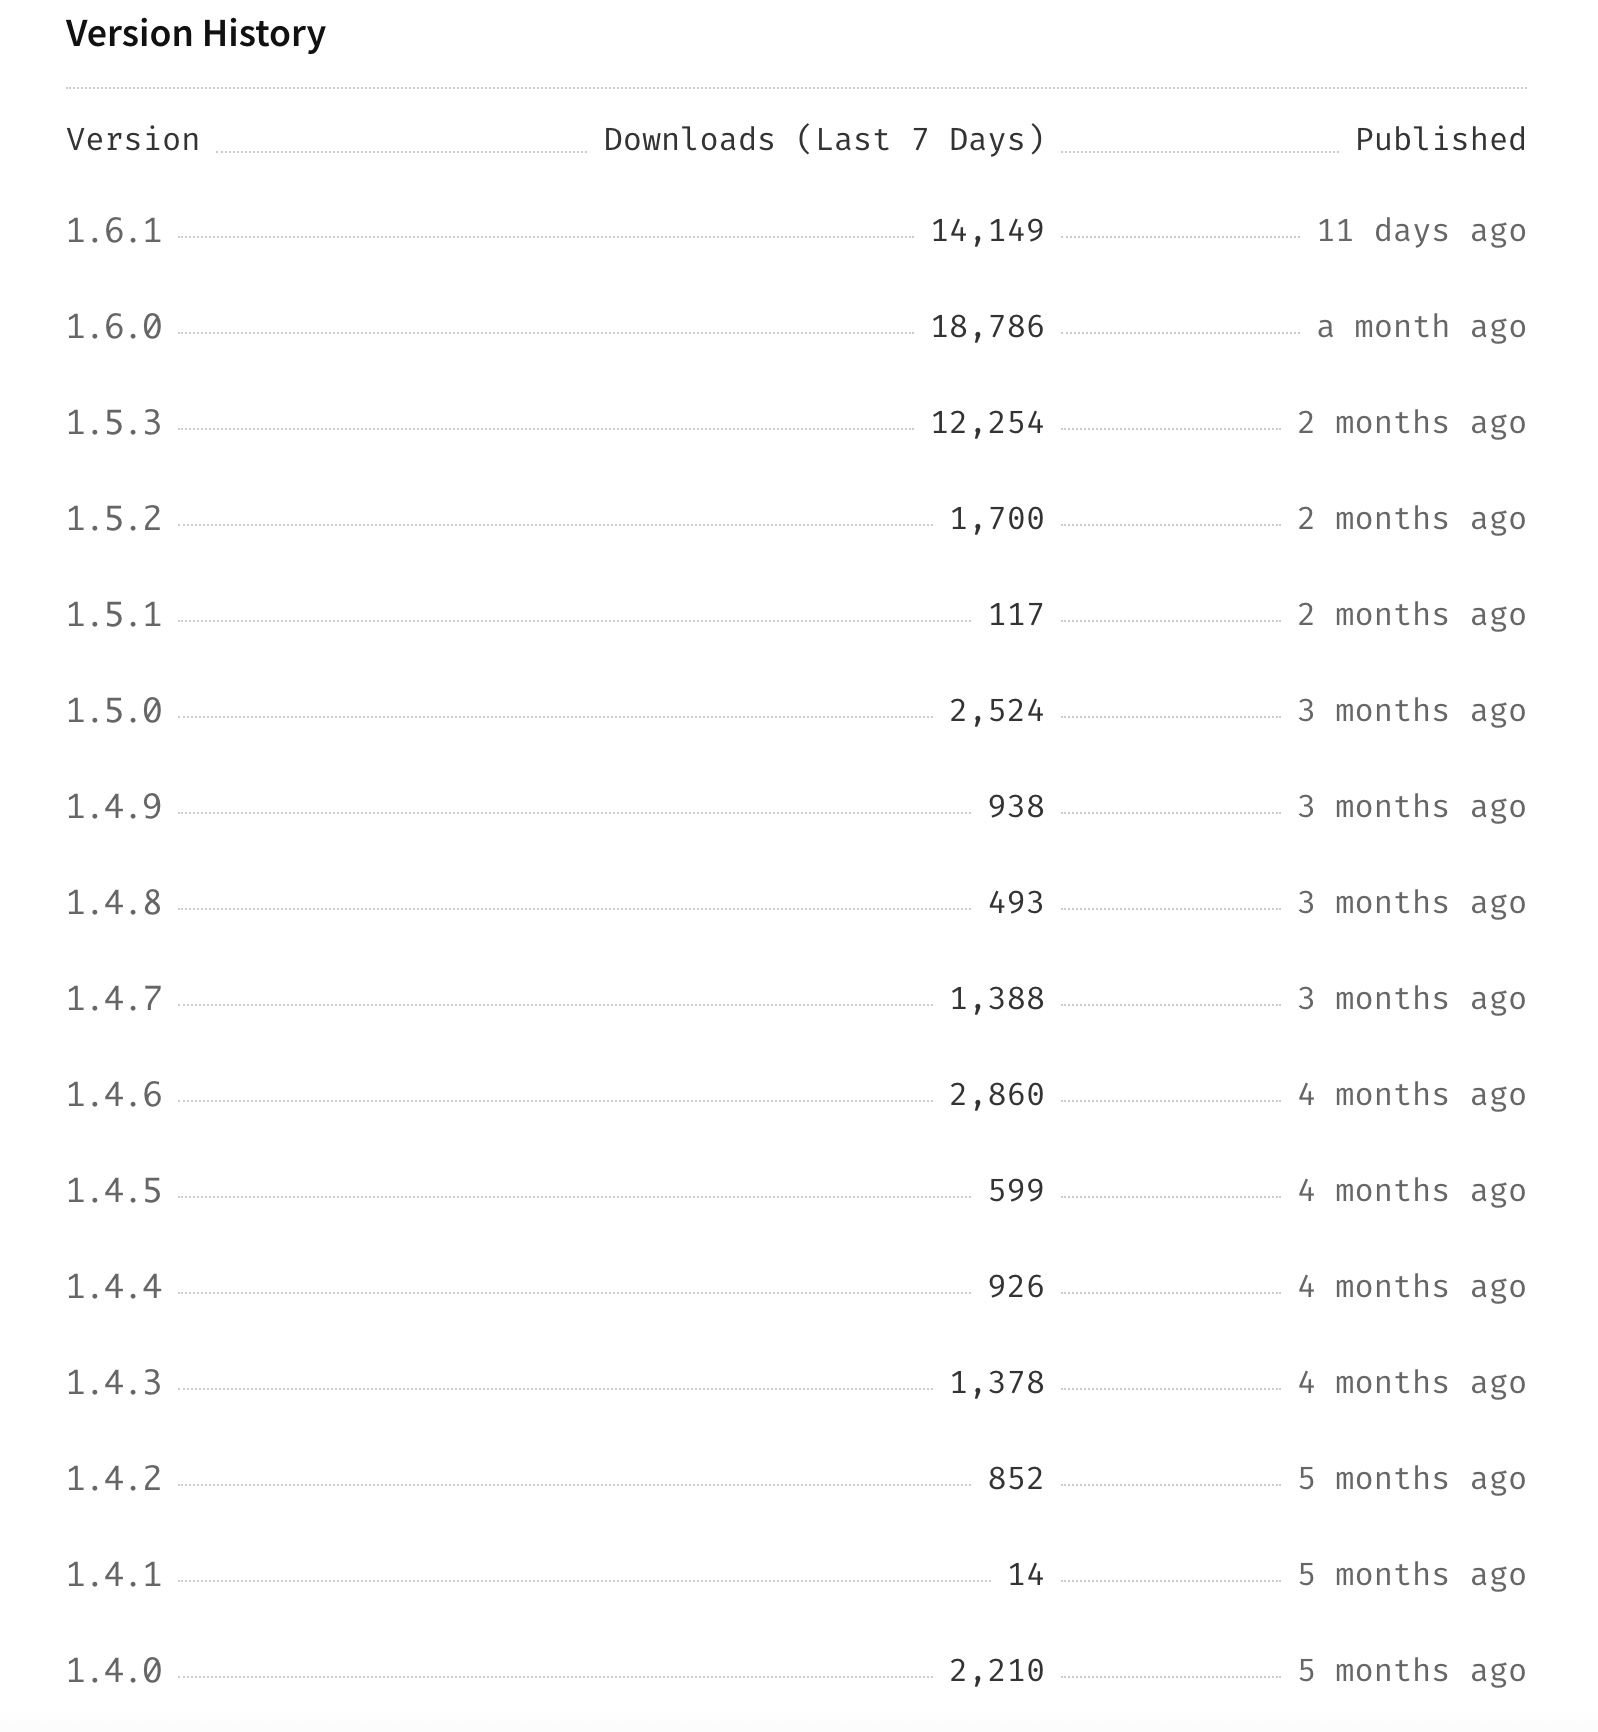 Version History
Version Downloads (Last 7 Days) Published
1.6.1 14,149 11 days ago
1.6.0 18,786 a month ago
1.5.3 12,254 2 months ago
1.5.2 1,700 2 months ago
1.5.1 117 2 months ago
1.5.0 2,524 3 months ago
1.4.9 938 3 months ago
1.4.8 493 3 months ago
1.4.7 1,388 3 months ago
1.4.6 2,860 4 months ago
1.4.5 599 4 months ago
1.4.4 926 4 months ago
1.4.3 1,378 4 months ago
1.4.2 852 5 months ago
1.4.1 14 5 months ago
1.4.0 2,210 5 months ago